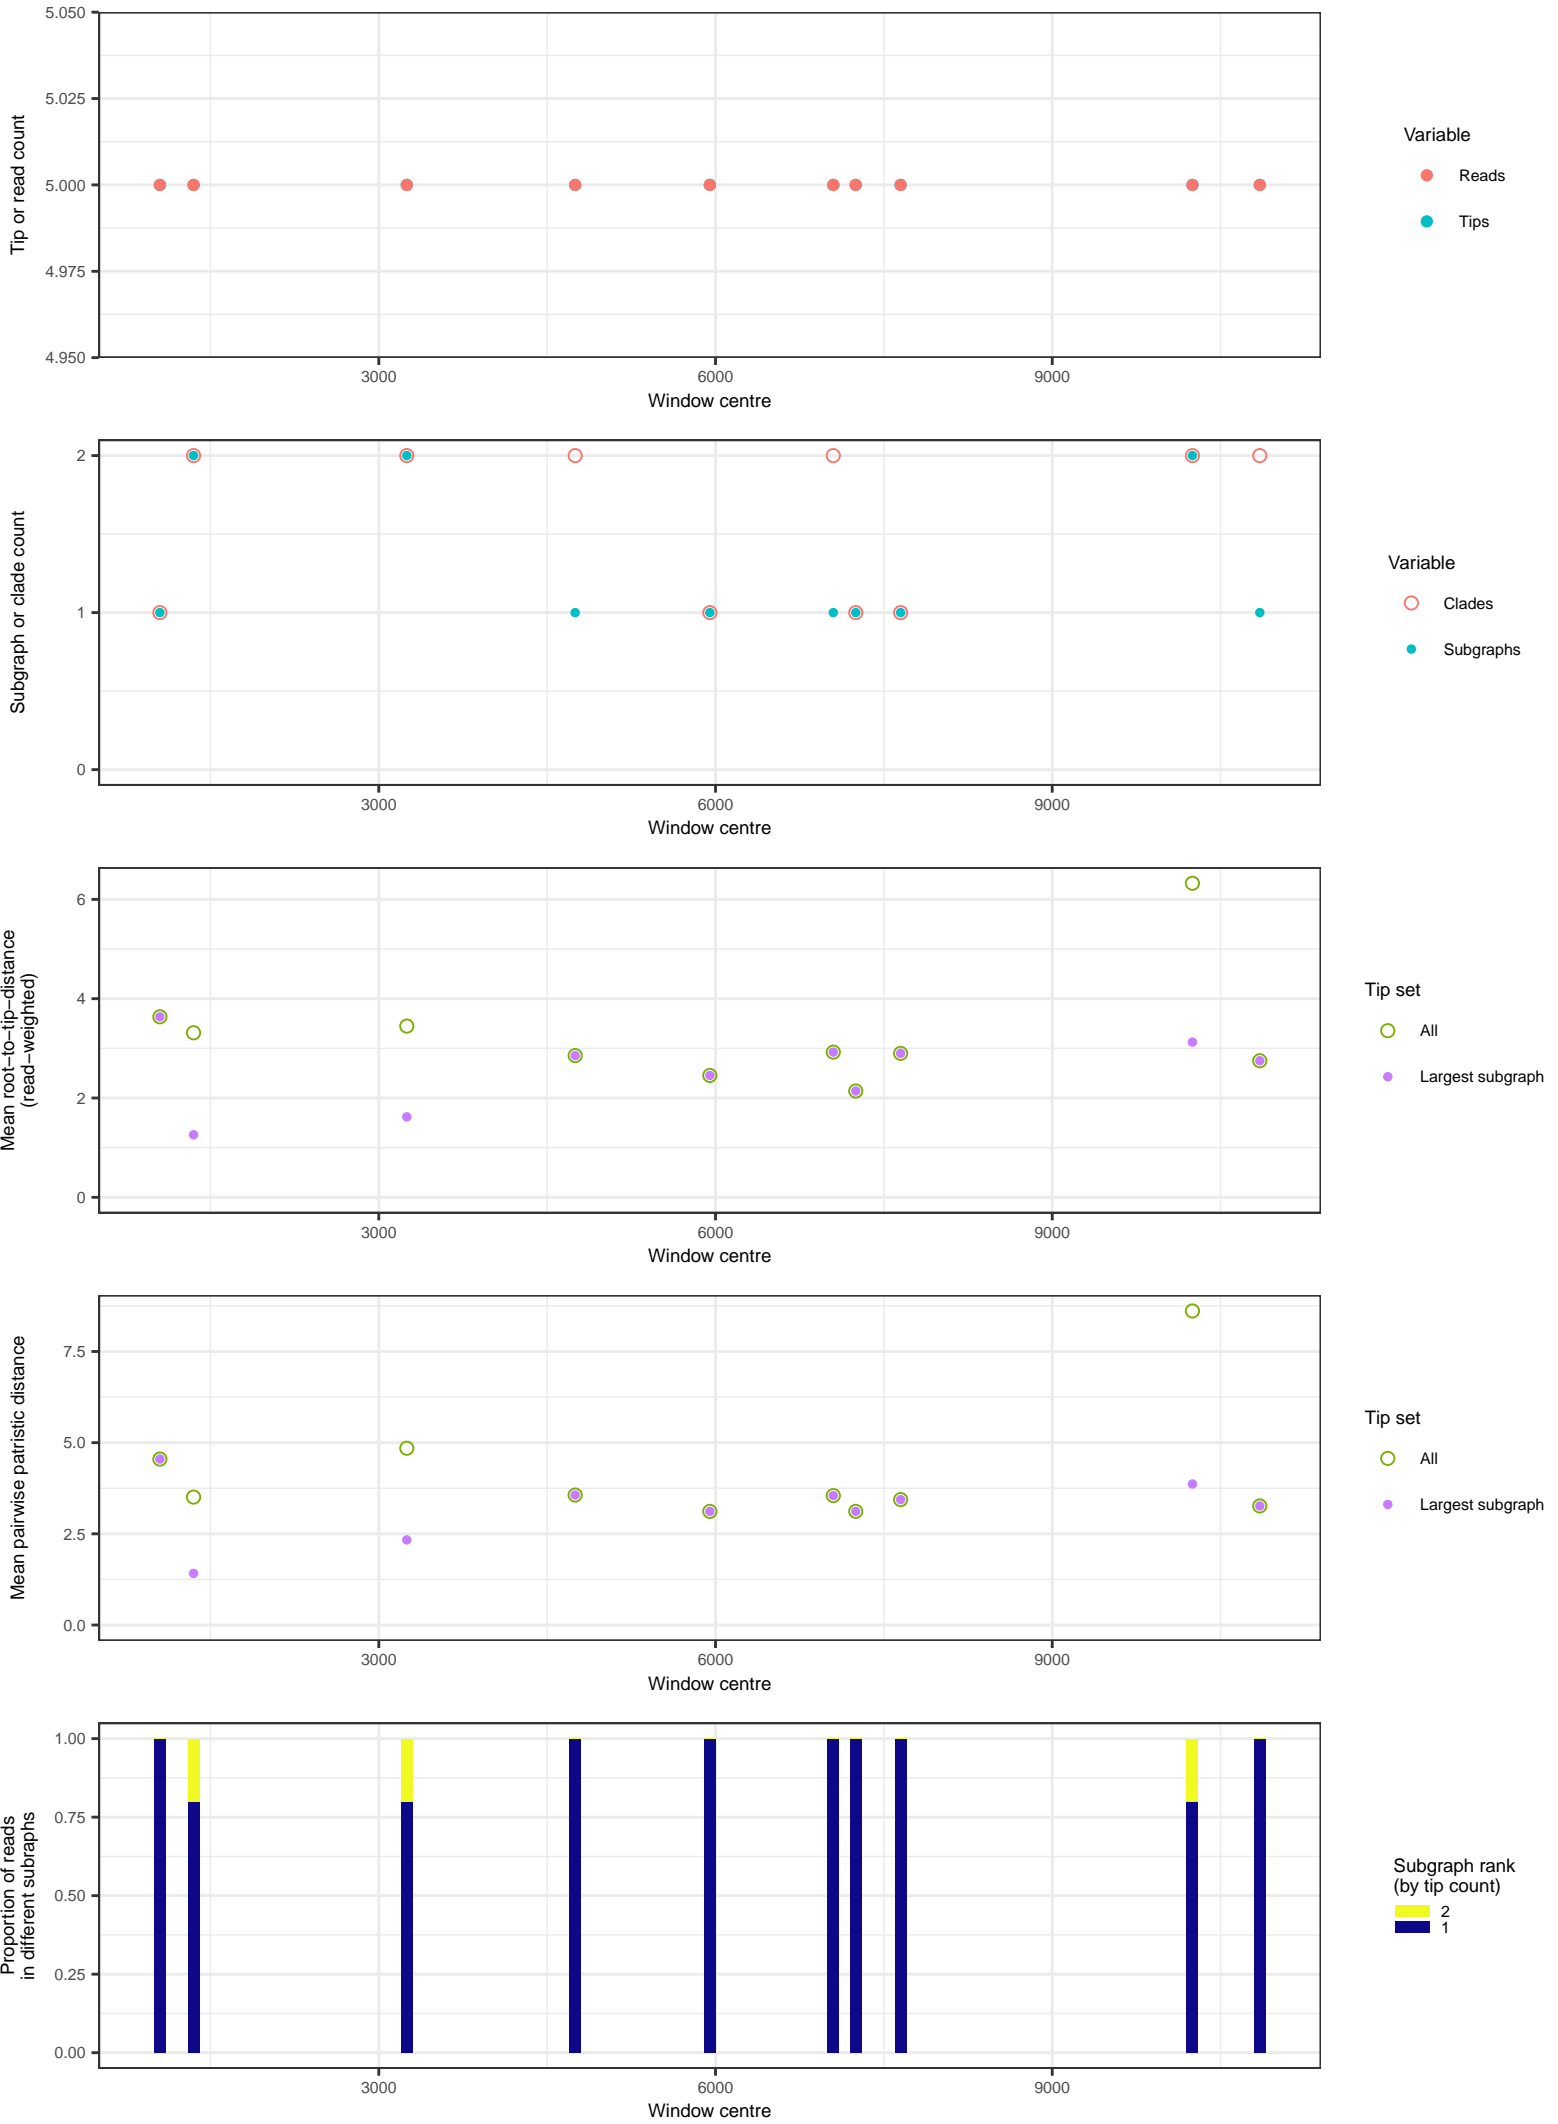 5.050
5.025
5.000
4.975
4.950
Tip or read count
3000 6000 9000
Window centre
Variable
Reads
Tips
2
1
0
Subgraph or clade count
3000 6000 9000
Window centre
Variable
Clades
Subgraphs
6
4
2
0
Mean root−to−tip−distance
(read−weighted)
3000 6000 9000
Window centre
Tip set
All
Largest subgraph
7.5
5.0
2.5
0.0
Mean pairwise patristic distance
3000 6000 9000
Window centre
Tip set
All
Largest subgraph
1.00
0.75
0.50
0.25
0.00
Proportion of reads
in different subraphs
3000 6000 9000
Window centre
Subgraph rank
(by tip count)
2
1